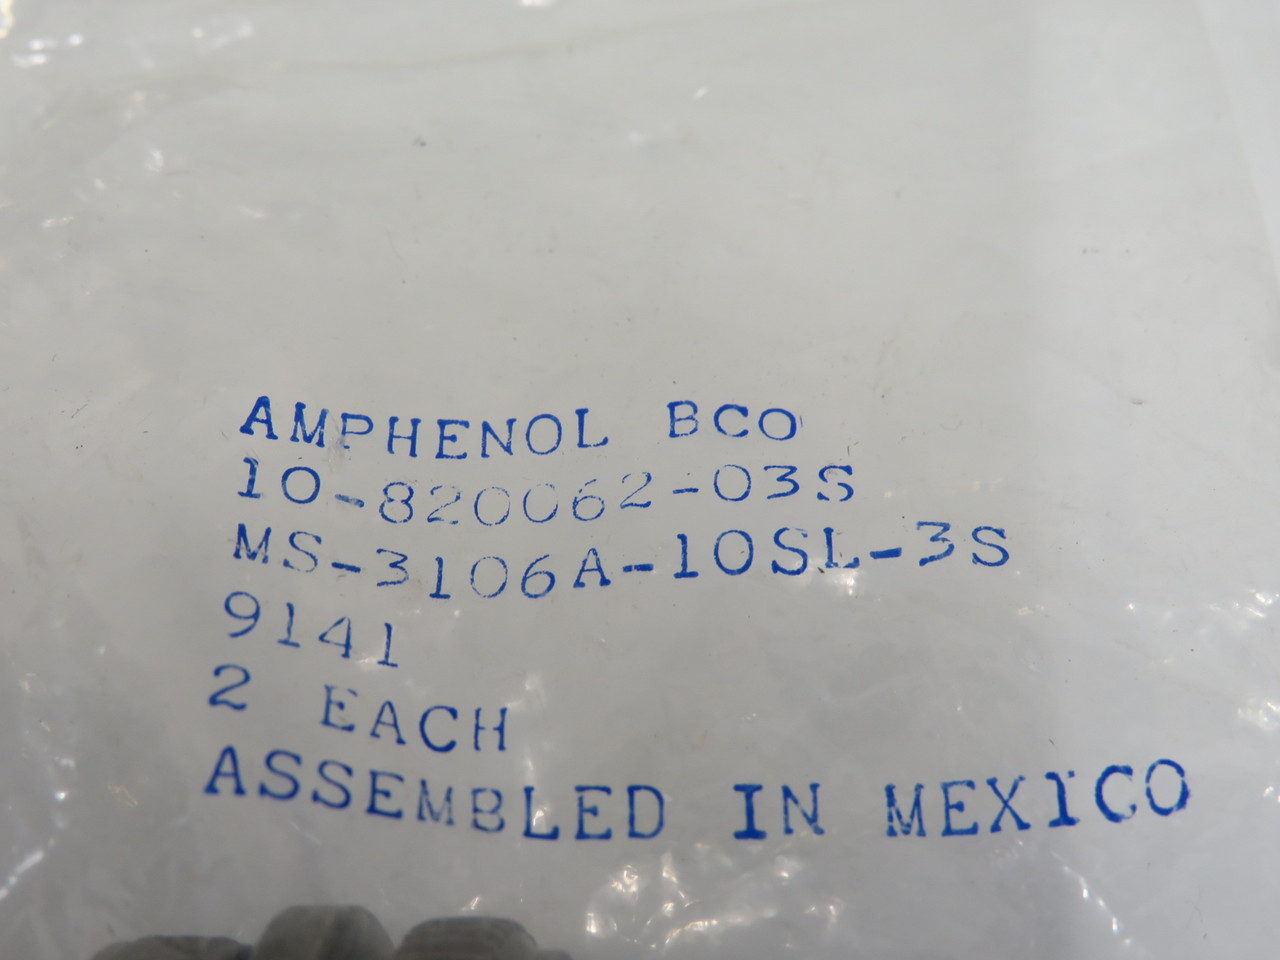 AMPHENOL BCO
10-820062-03S
MS-3106A-10SL-3S
9141
2 EACH
ASSEMBLED IN MEXICO